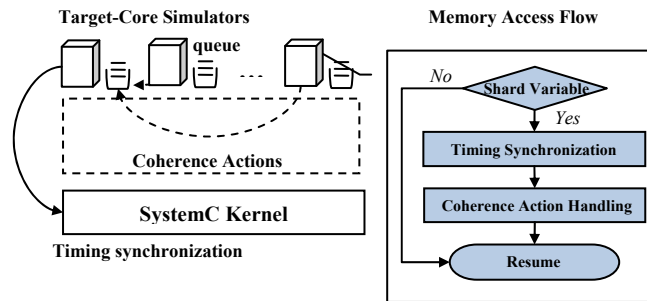 Target-Core Simulators
queue
...
Coherence Actions
SystemC Kernel
Timing synchronization
Memory Access Flow
No
Shard Variable
Yes
Timing Synchronization
Coherence Action Handling
Resume